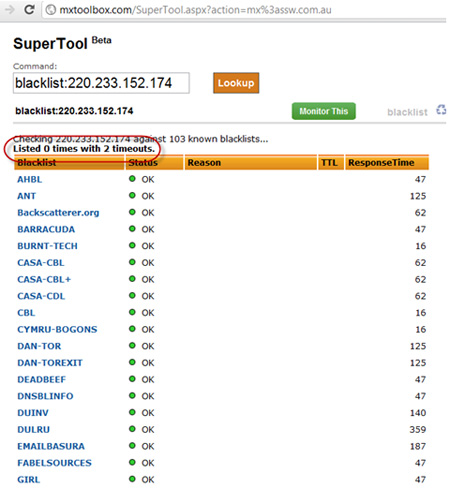 mxtoolbox.com/SuperTool.aspx?action=mx%3assw.com.au
SuperTool Beta
Command:
blacklist:220.233.152.174 Lookup
blacklist:220.233.152.174 Monitor This blacklist
Checking 220.233.152.174 against 103 known blacklists...
Listed 0 times with 2 timeouts.
Blacklist Status Reason TTL ResponseTime
AHBL OK 47
ANT OK 125
Backscatterer.org OK 62
BARRACUDA OK 47
BURNT-TECH OK 16
CASA-CBL OK 62
CASA-CBL+ OK 62
CASA-CDL OK 62
CBL OK 16
CYMRU-BOGONS OK 16
DAN-TOR OK 125
DAN-TOREXIT OK 125
DEADBEEF OK 47
DNSBLINFO OK 47
DUINV OK 140
DULRU OK 359
EMAILBASURA OK 187
FABELSOURCES OK 47
GIRL OK 47